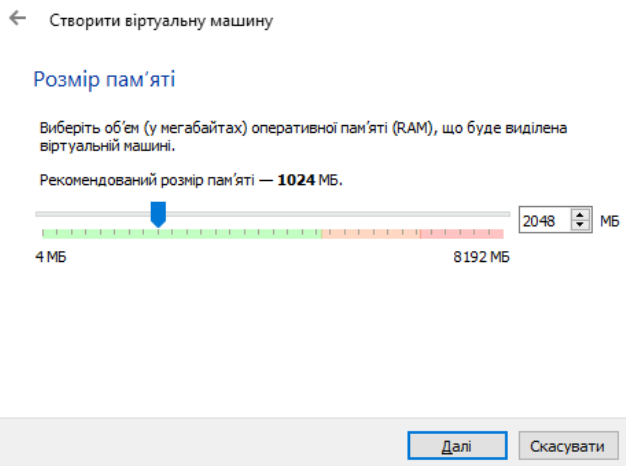 Створити віртуальну машину
Розмір пам’яті
Виберіть об’єм (у мегабайтах) оперативної пам’яті (RAM), що буде виділена
віртуальній машині.
Рекомендований розмір пам’яті — 1024 МБ.
2048 МБ
4 МБ 8192 МБ
Далі Скасувати